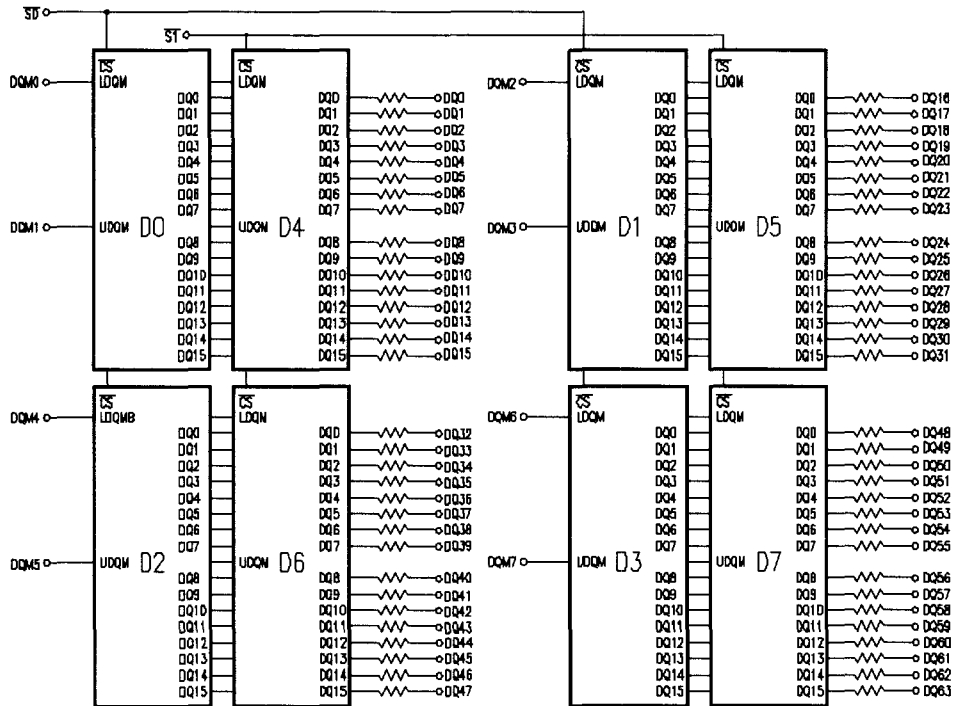 S0
S1
CS CS CS CS
DQM0 LDQM LDQM DQM2 LDQM LDQM
DQ0 DQ0 DQ0 DQ0 DQ0 DQ16
DQ1 DQ1 DQ1 DQ1 DQ1 DQ17
DQ2 DQ2 DQ2 DQ2 DQ2 DQ18
DQ3 DQ3 DQ3 DQ3 DQ3 DQ19
DQ4 DQ4 DQ4 DQ4 DQ4 DQ20
DQ5 DQ5 DQ5 DQ5 DQ5 DQ21
DQ6 DQ6 DQ6 DQ6 DQ6 DQ22
DQ7 DQ7 DQ7 DQ7 DQ7 DQ23
DQM1 UDQM D0 UDQM D4 DQM3 UDQM D1 UDQM D5
DQ8 DQ8 DQ8 DQ8 DQ8 DQ24
DQ9 DQ9 DQ9 DQ9 DQ9 DQ25
DQ10 DQ10 DQ10 DQ10 DQ10 DQ26
DQ11 DQ11 DQ11 DQ11 DQ11 DQ27
DQ12 DQ12 DQ12 DQ12 DQ12 DQ28
DQ13 DQ13 DQ13 DQ13 DQ13 DQ29
DQ14 DQ14 DQ14 DQ14 DQ14 DQ30
DQ15 DQ15 DQ15 DQ15 DQ15 DQ31
CS CS CS CS
DQM4 LDQMB LDQM DQM6 LDQM LDQM
DQ0 DQ0 DQ32 DQ0 DQ0 DQ48
DQ1 DQ1 DQ33 DQ1 DQ1 DQ49
DQ2 DQ2 DQ34 DQ2 DQ2 DQ50
DQ3 DQ3 DQ35 DQ3 DQ3 DQ51
DQ4 DQ4 DQ36 DQ4 DQ4 DQ52
DQ5 DQ5 DQ37 DQ5 DQ5 DQ53
DQ6 DQ6 DQ38 DQ6 DQ6 DQ54
DQ7 DQ7 DQ39 DQ7 DQ7 DQ55
DQM5 UDQM D2 UDQM D6 DQM7 UDQM D3 UDQM D7
DQ8 DQ8 DQ40 DQ8 DQ8 DQ56
DQ9 DQ9 DQ41 DQ9 DQ9 DQ57
DQ10 DQ10 DQ42 DQ10 DQ10 DQ58
DQ11 DQ11 DQ43 DQ11 DQ11 DQ59
DQ12 DQ12 DQ44 DQ12 DQ12 DQ60
DQ13 DQ13 DQ45 DQ13 DQ13 DQ61
DQ14 DQ14 DQ46 DQ14 DQ14 DQ62
DQ15 DQ15 DQ47 DQ15 DQ15 DQ63